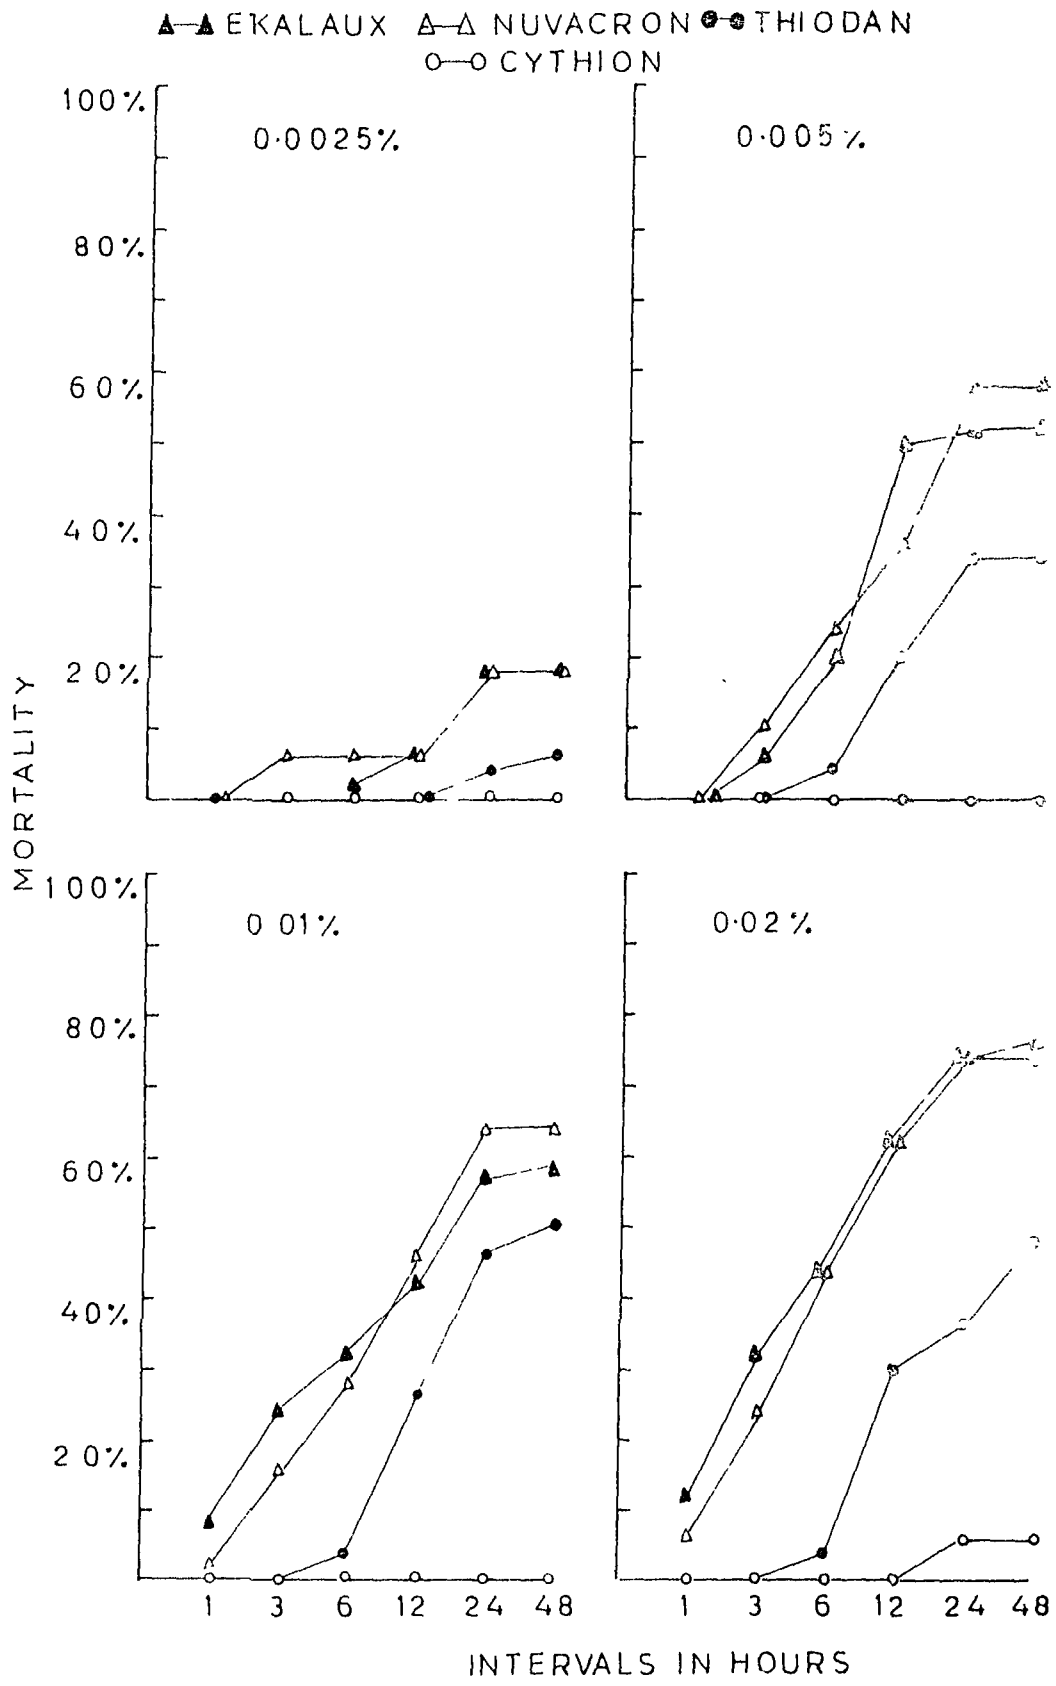 EKALAUX NUVACRON THIODAN
CYTHION
100%
0.0025%
0.005%
80%
60%
40%
20%
MORTALITY
100%
0 01%
0.02%
80%
60%
40%
20%
1 3 6 12 24 48
1 3 6 12 24 48
INTERVALS IN HOURS